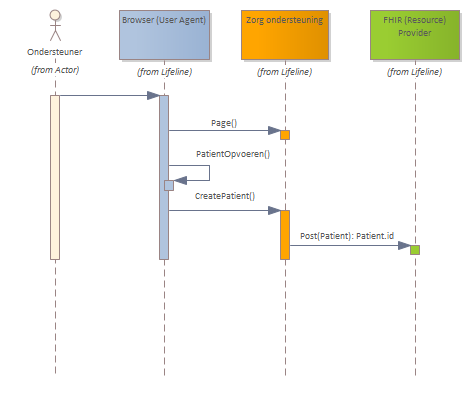 Browser (User Agent)
Zorg ondersteuning
FHIR (Resource)
Provider
Ondersteuner
(from Actor)
(from Lifeline)
(from Lifeline)
(from Lifeline)
Page()
PatientOpvoeren()
CreatePatient()
Post(Patient): Patient.id